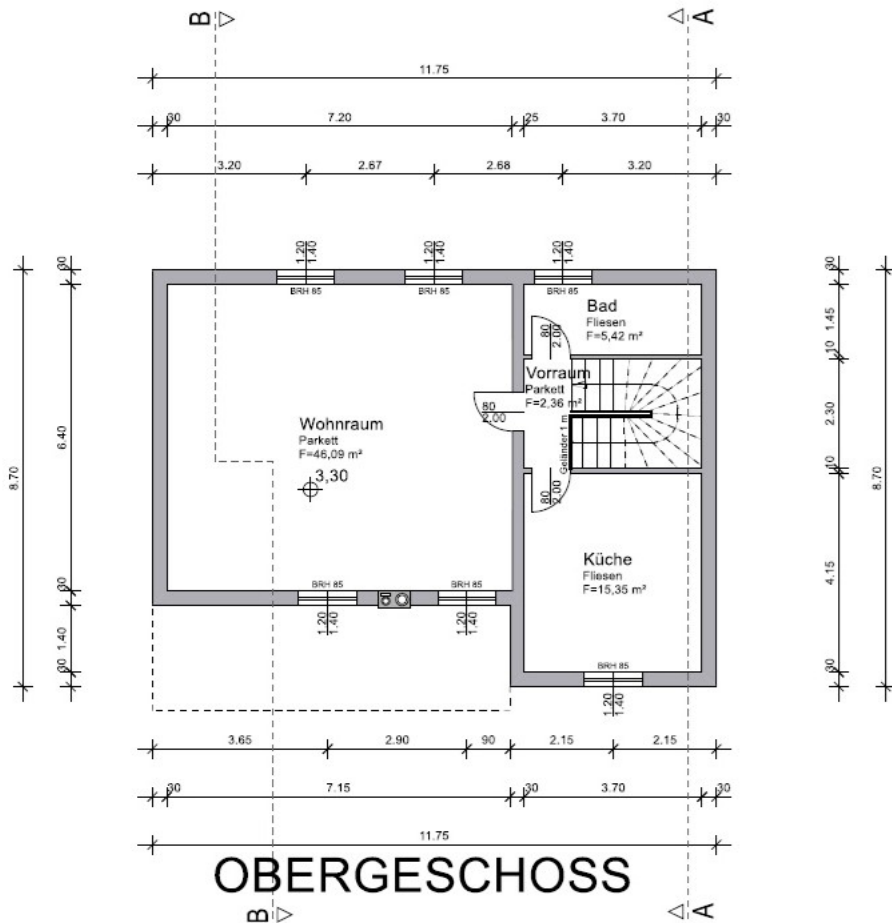 B
A
11.75
30 7.20 25 3.70 30
3.20 2.67 2.68 3.20
1.20
1.40
1.20
1.40
1.20
1.40
BRH 85
BRH 85
BRH 85
8.70
30
6.40
30
1.40
30
30
1.45
10
2.30
10
4.15
30
8.70
Bad
Fliesen
F=5,42 m²
80
2.00
Vorraum
Parkett
F=2,36 m²
80
2.00
Geländer 1 m
Wohnraum
Parkett
F=46,09 m²
3,30
80
2.00
Küche
Fliesen
F=15,35 m²
BRH 85
BRH 85
1.20
1.40
1.20
1.40
BRH 85
1.20
1.40
3.65 2.90 90 2.15 2.15
30 7.15 30 3.70 30
11.75
OBERGESCHOSS
B
A